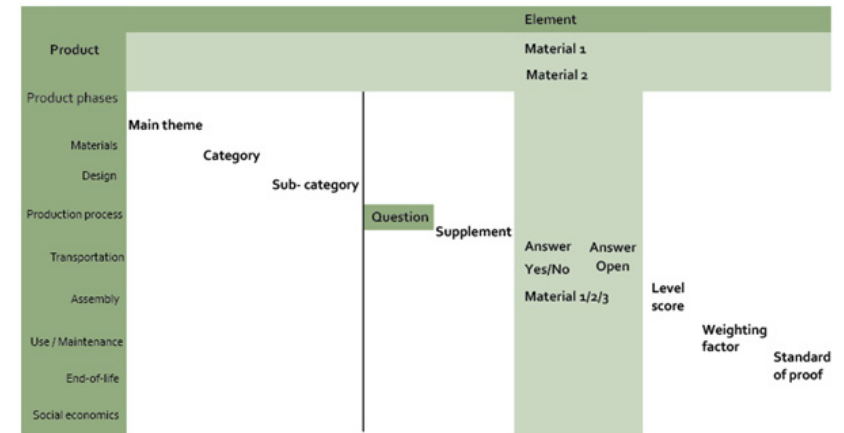 Element
Product
Material 1
Material 2
Product phases
Main theme
Materials
Category
Design
Sub- category
Production process
Question
Supplement
Transportation
Answer
Yes/No
Answer
Open
Assembly
Material 1/2/3
Level
score
Use / Maintenance
Weighting
factor
End-of-life
Standard
of proof
Social economics